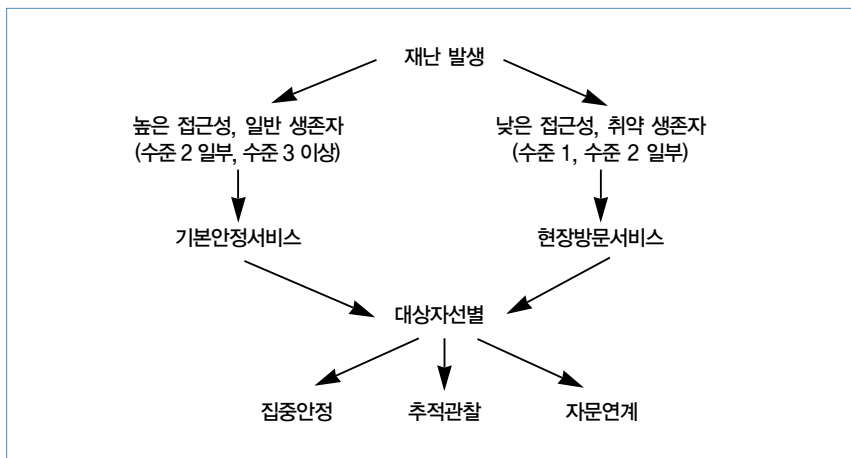 재난 발생
높은 접근성, 일반 생존자
(수준 2 일부, 수준 3 이상)
낮은 접근성, 취약 생존자
(수준 1, 수준 2 일부)
기본안정서비스
현장방문서비스
대상자선별
집중안정
추적관찰
자문연계